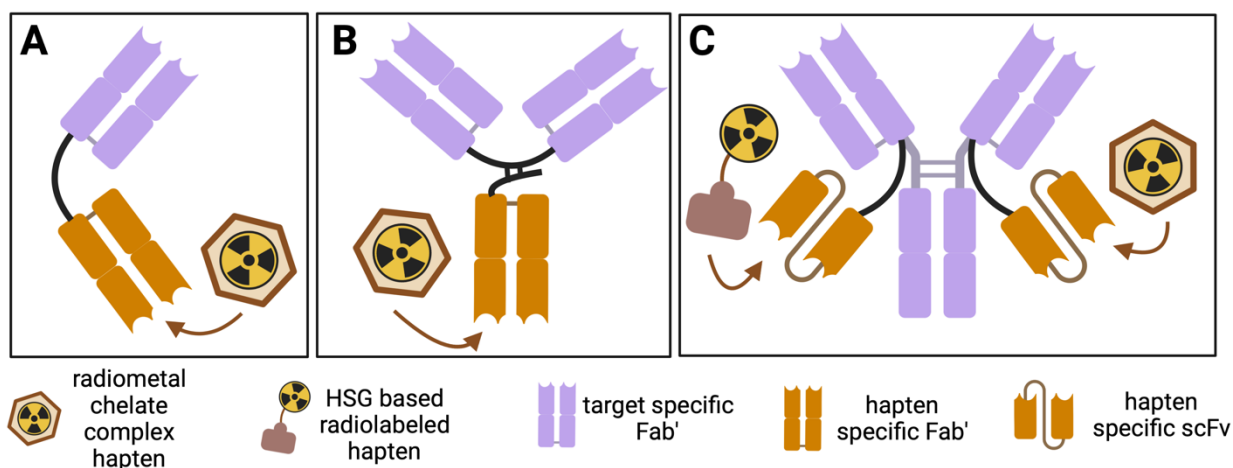 A
B
C
radiometal
chelate
complex
hapten
HSG based
radiolabeled
hapten
target specific
Fab'
hapten
specific Fab'
hapten
specific scFv